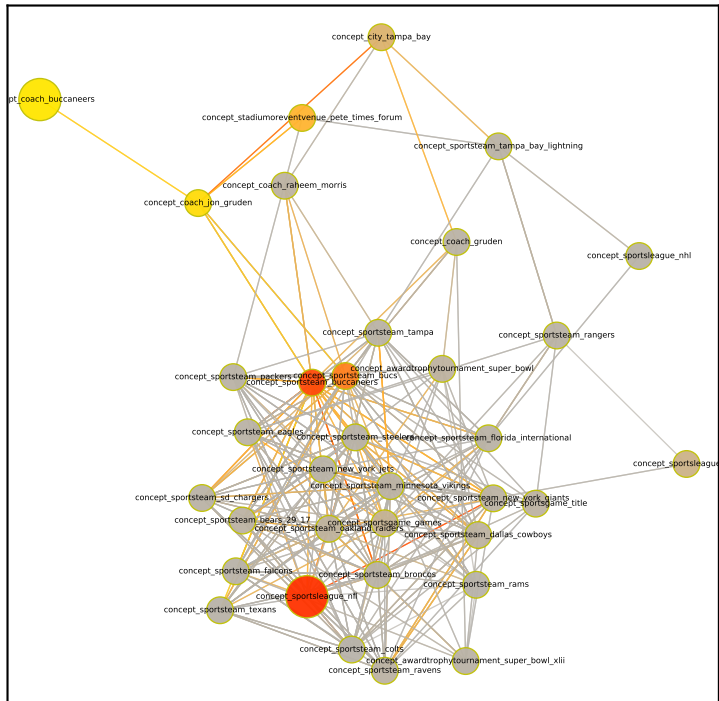 concept_city_tampa_bay
pt_coach_buccaneers
concept_stadiumoreventvenue_pete_times_forum
concept_sportsteam_tampa_bay_lightning
concept_coach_raheem_morris
concept_coach_jon_gruden
concept_coach_gruden
concept_sportsleague_nhl
concept_sportsteam_tampa
concept_sportsteam_rangers
concept_awardtrophytournament_super_bowl
concept_sportsteam_packers
concept_sportsteam_bucs
concept_sportsteam_buccaneers
concept_sportsteam_eagles
concept_sportsteam_steelers
concept_sportsteam_florida_international
concept_sportsleague
concept_sportsteam_new_york_jets
concept_sportsteam_minnesota_vikings
concept_sportsteam_sd_chargers
concept_sportsteam_new_york_giants
concept_sportsgame_title
concept_sportsteam_bears_29_17
concept_sportsgame_games
concept_sportsteam_oakland_raiders
concept_sportsteam_dallas_cowboys
concept_sportsteam_falcons
concept_sportsteam_broncos
concept_sportsteam_rams
concept_sportsleague_nfl
concept_sportsteam_texans
concept_sportsteam_colts
concept_awardtrophytournament_super_bowl_xlii
concept_sportsteam_ravens